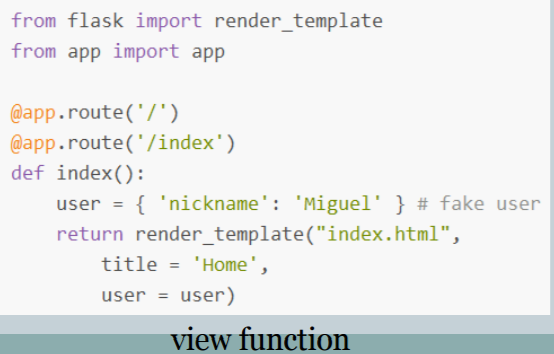 from flask import render_template
from app import app

@app.route('/')
@app.route('/index')
def index():
    user = { 'nickname': 'Miguel' } # fake user
    return render_template("index.html",
        title = 'Home',
        user = user)
view function